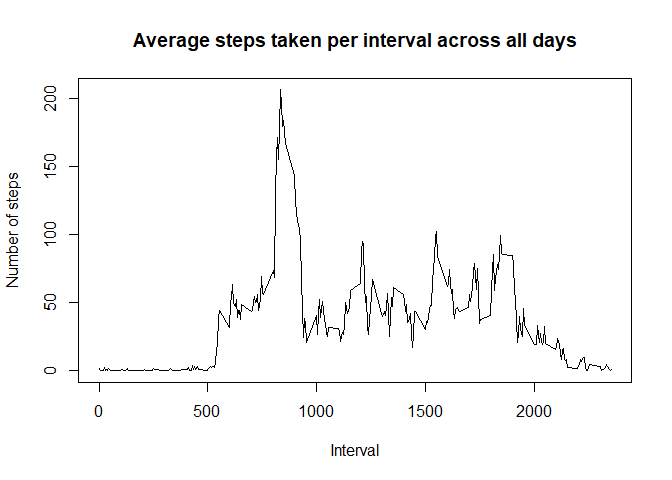 Average steps taken per interval across all days
Number of steps
200
150
100
50
0
0 500 1000 1500 2000
Interval